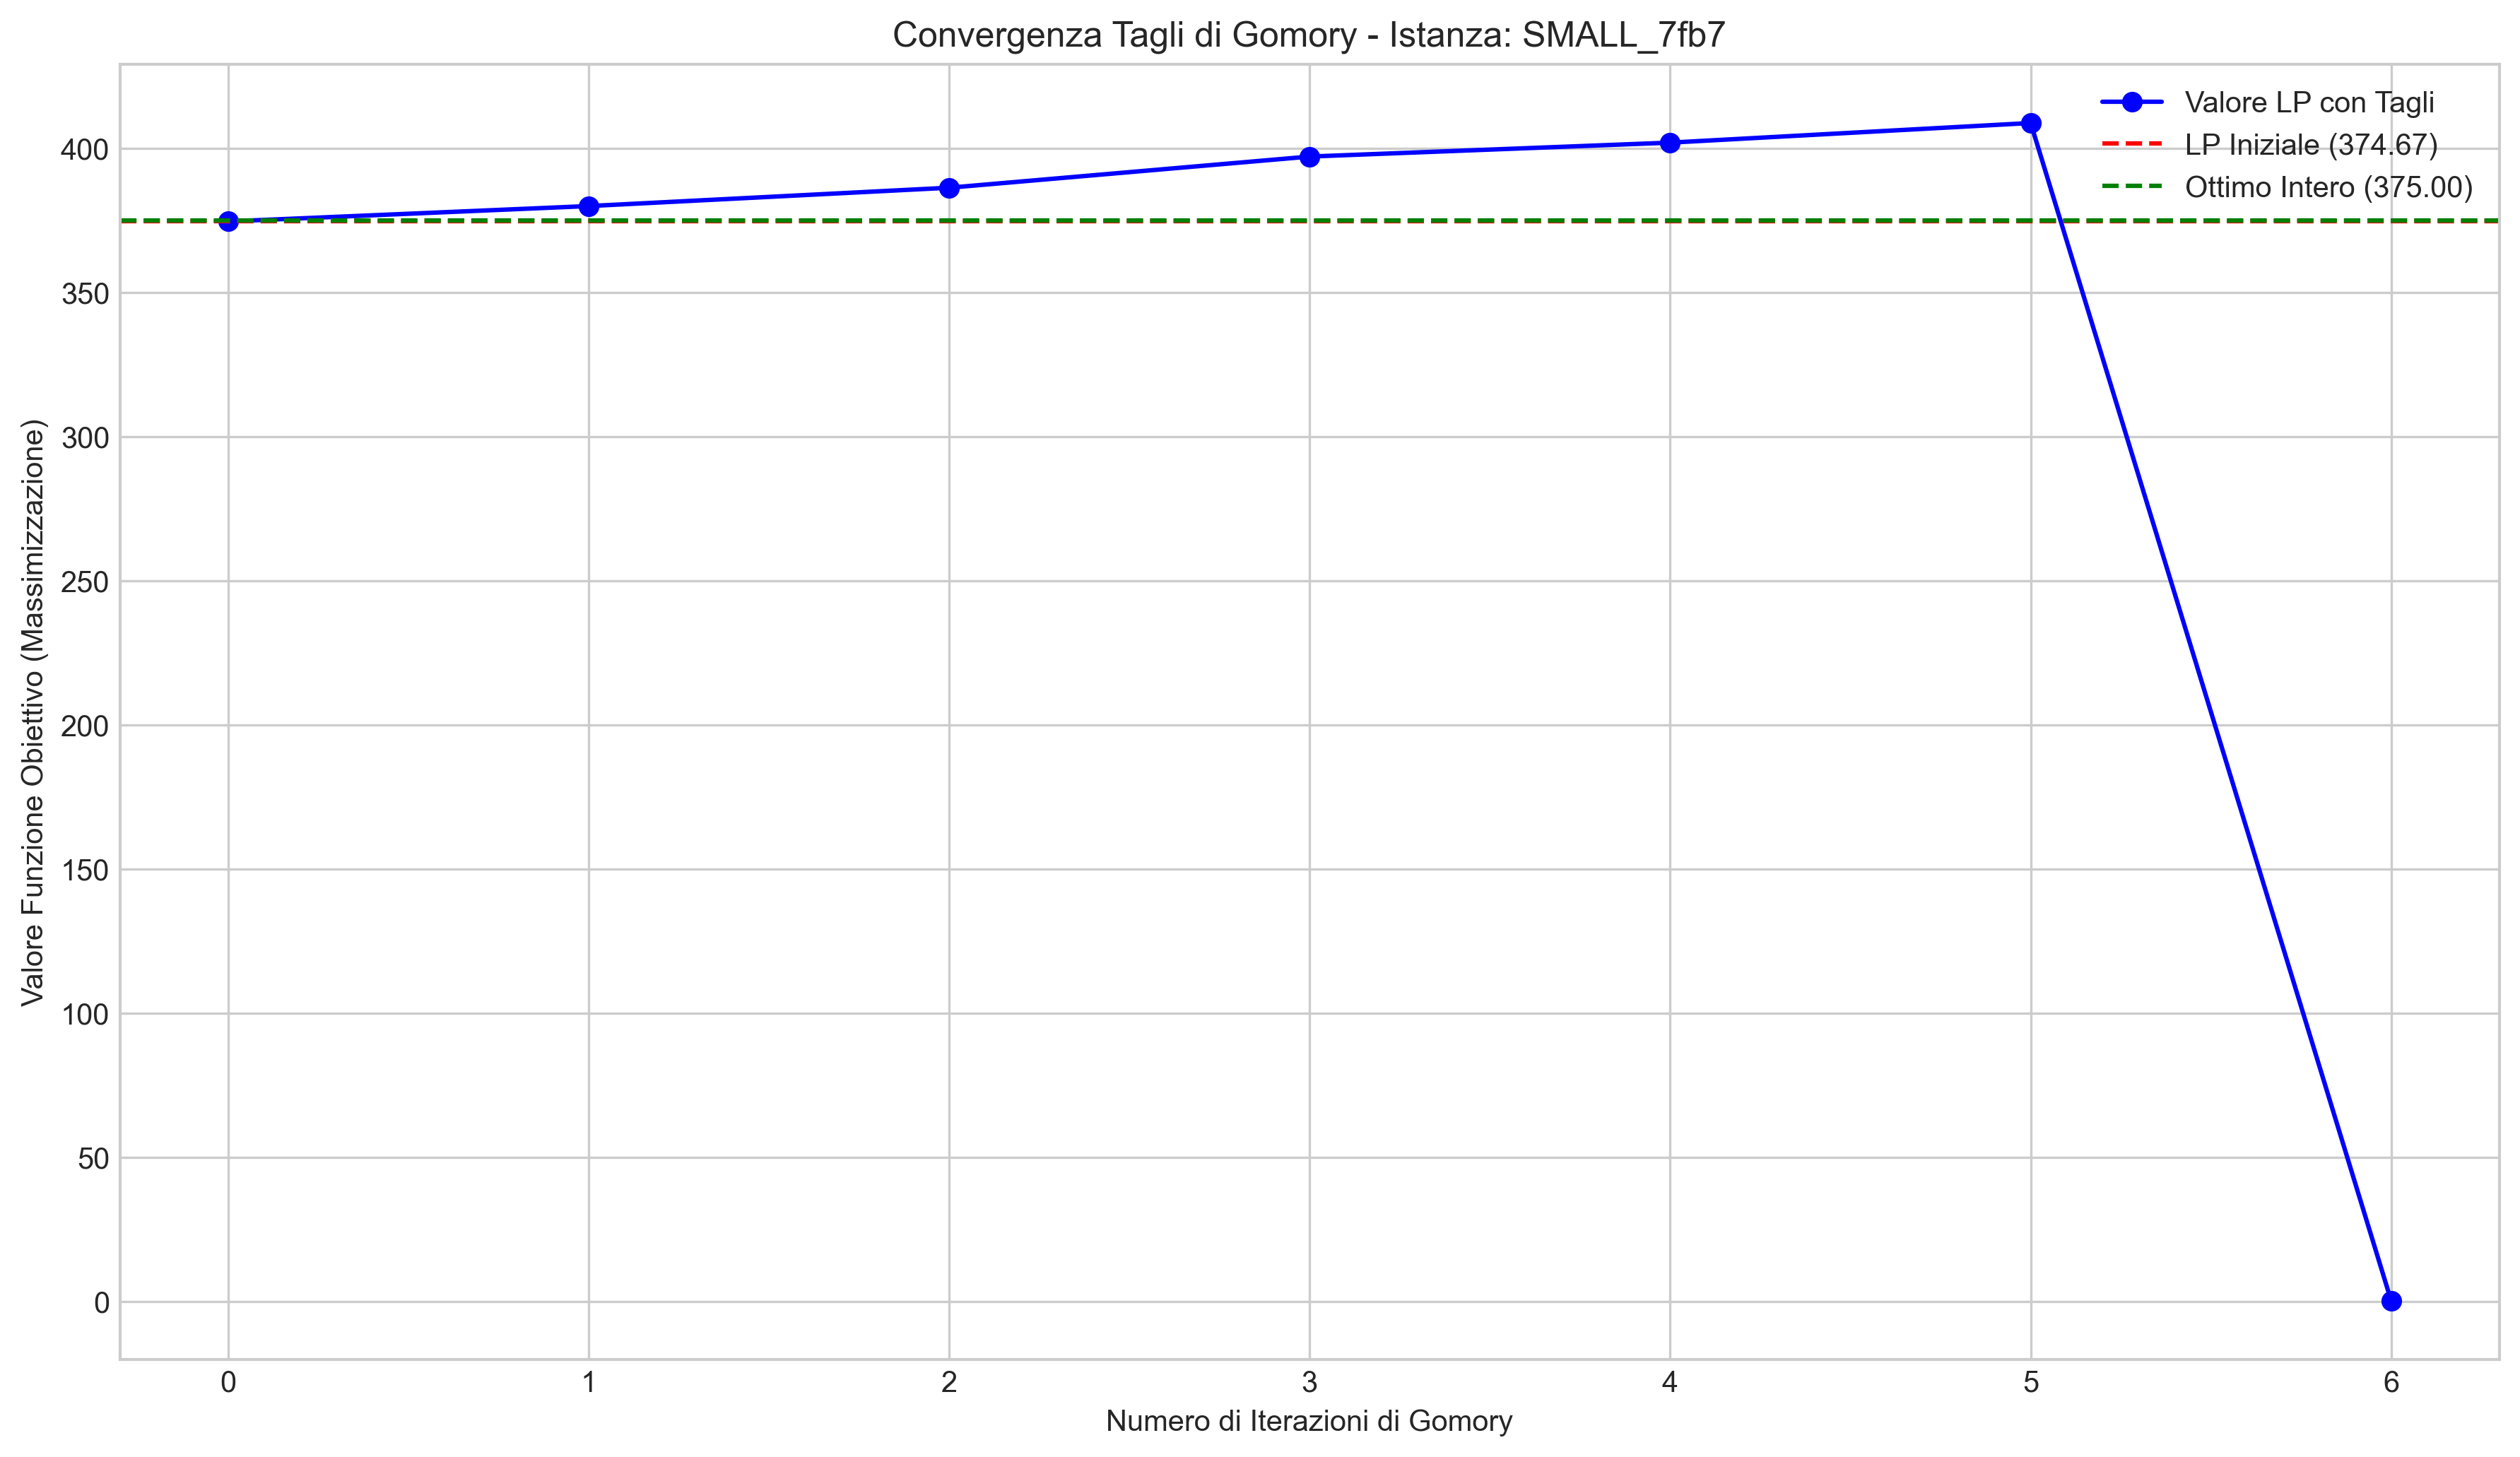 Convergenza Tagli di Gomory - Istanza: SMALL_7fb7
Valore LP con Tagli
LP Iniziale (374.67)
Ottimo Intero (375.00)
Valore Funzione Obiettivo (Massimizzazione)
400
350
300
250
200
150
100
50
0
0 1 2 3 4 5 6
Numero di Iterazioni di Gomory